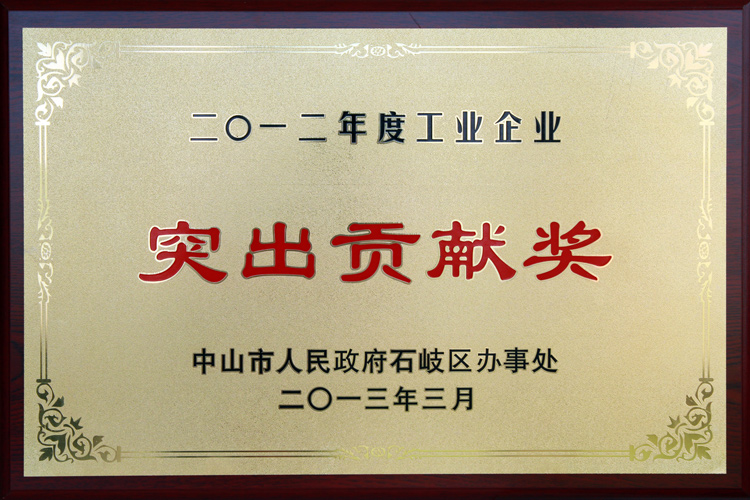 二〇一二年度工业企业
突出贡献奖
中山市人民政府石岐区办事处
二〇一三年三月